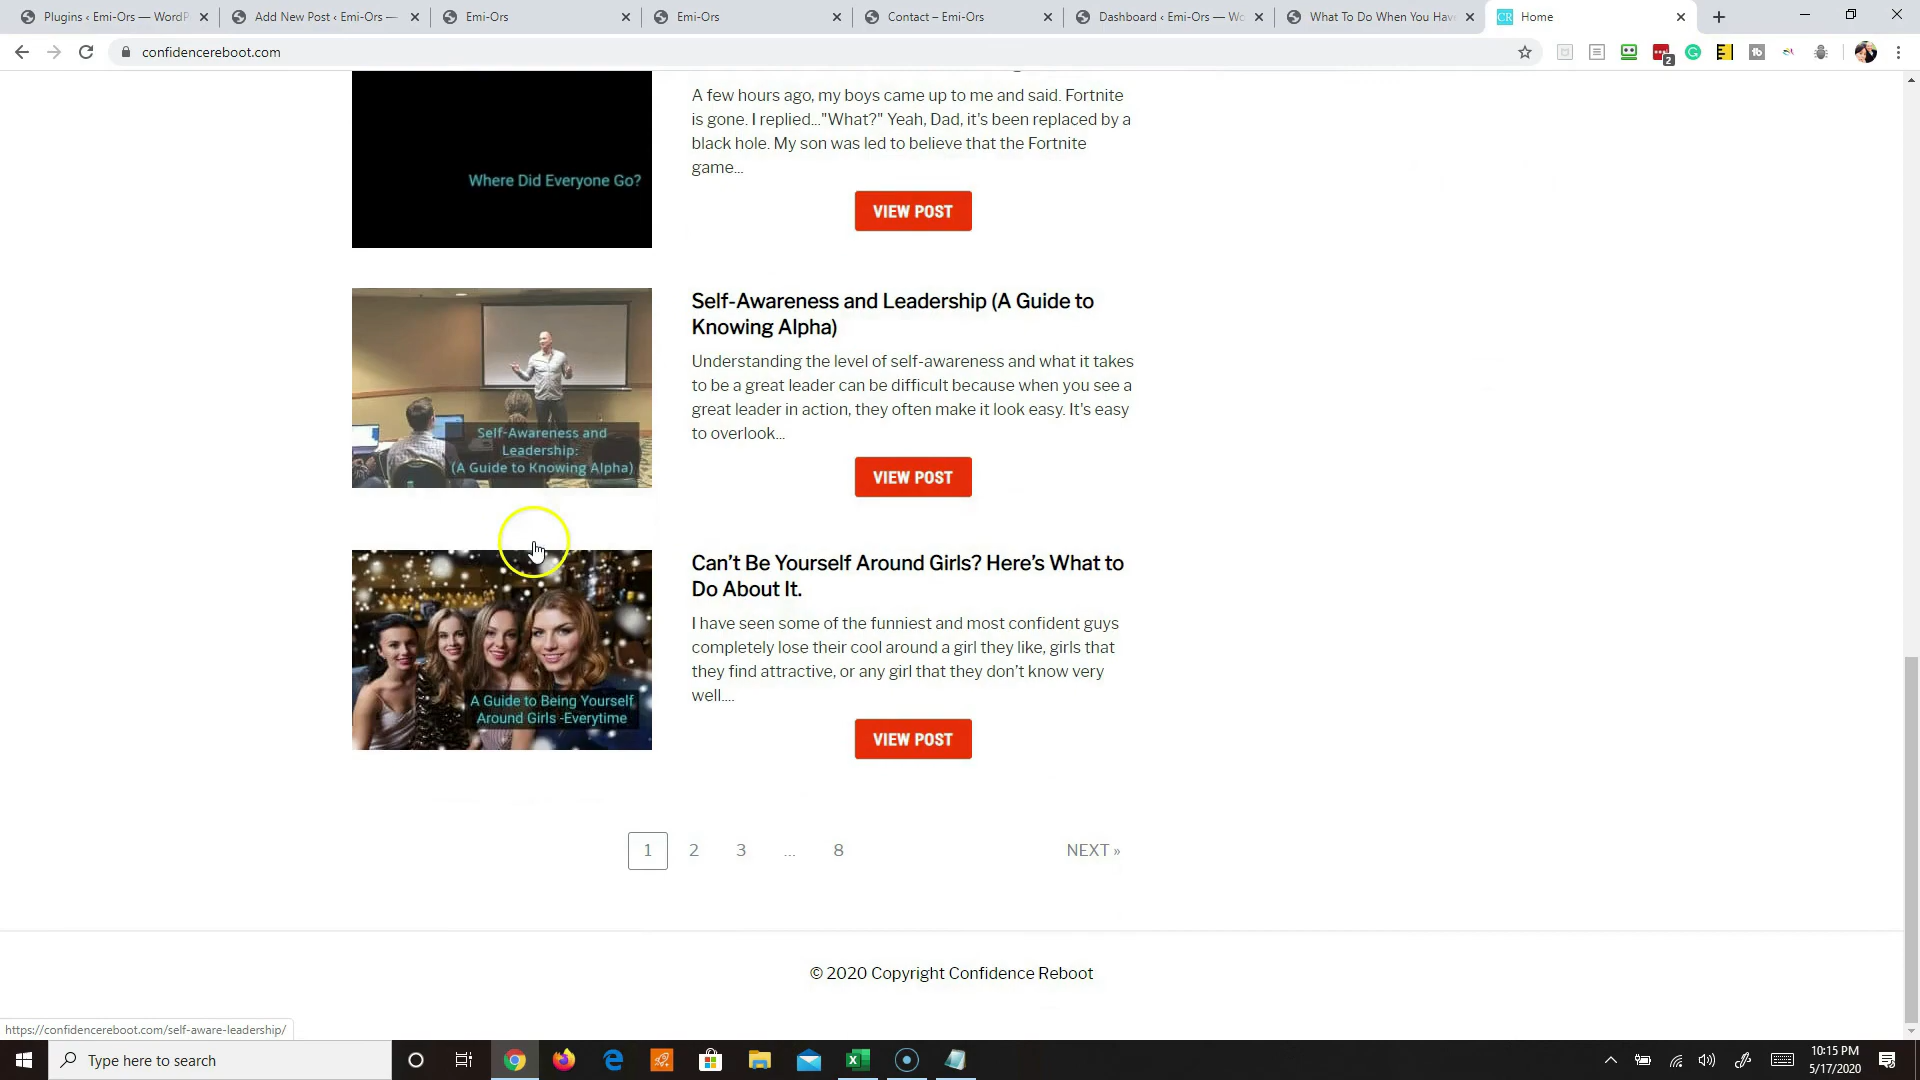 Plugins ‹ Emi-Ors — WordP
Add New Post ‹ Emi-Ors —
Emi-Ors
Emi-Ors
Contact – Emi-Ors
Dashboard ‹ Emi-Ors — Wo
What To Do When You Hav
CR Home
confidencereboot.com
2
A few hours ago, my boys came up to me and said. Fortnite
is gone. I replied..."What?" Yeah, Dad, it's been replaced by a
black hole. My son was led to believe that the Fortnite
game...
Where Did Everyone Go?
VIEW POST
Self-Awareness and Leadership (A Guide to
Knowing Alpha)
Understanding the level of self-awareness and what it takes
to be a great leader can be difficult because when you see a
great leader in action, they often make it look easy. It's easy
to overlook...
Self-Awareness and
Leadership:
(A Guide to Knowing Alpha)
VIEW POST
Can't Be Yourself Around Girls? Here's What to
Do About It.
I have seen some of the funniest and most confident guys
completely lose their cool around a girl they like, girls that
they find attractive, or any girl that they don't know very
well....
A Guide to Being Yourself
Around Girls -Everytime
VIEW POST
1 2 3 ... 8 NEXT »
© 2020 Copyright Confidence Reboot
https://confidencereboot.com/self-aware-leadership/
Type here to search
10:15 PM
5/17/2020